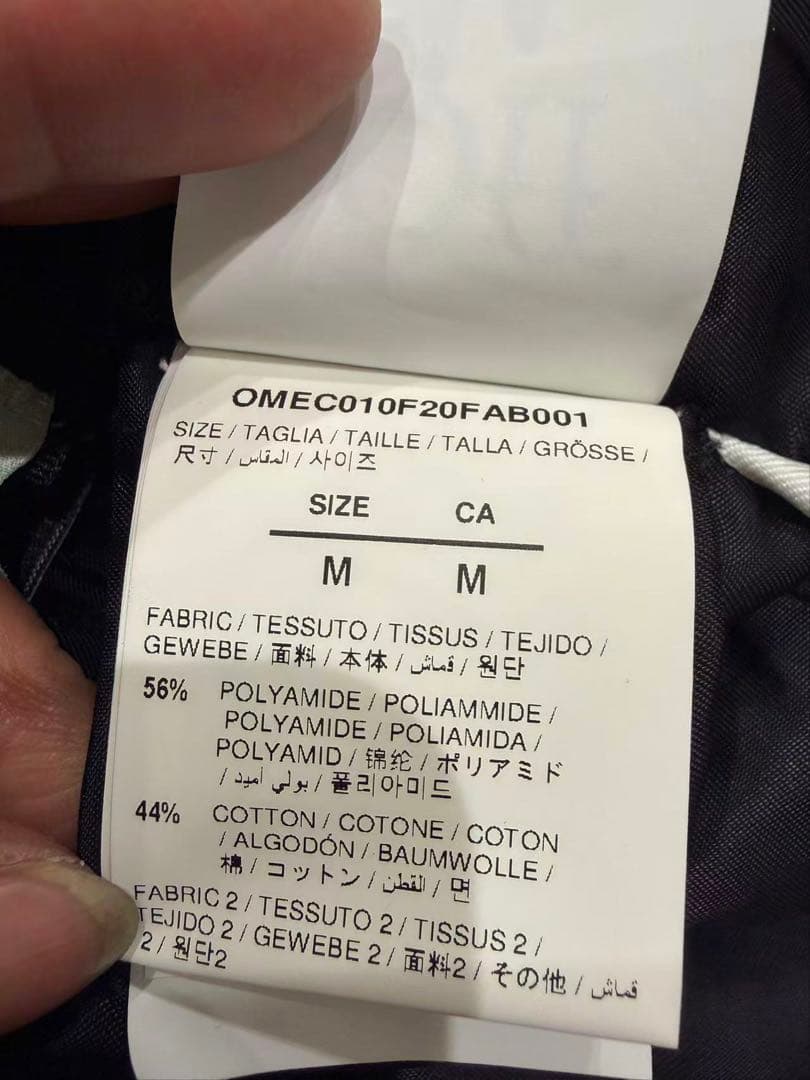 OMEC010F20FAB001
SIZE / TAGLIA / TAILLE / TALLA / GRÖSSE /
尺寸 / المقاس / 사이즈
SIZE CA
M M
FABRIC / TESSUTO / TISSUS / TEJIDO /
GEWEBE / 面料 / 本体 / قماش / 원단
56% POLYAMIDE / POLIAMMIDE /
POLYAMIDE / POLIAMIDA /
POLYAMID / 锦纶 / ポリアミド
/ بولي أميد / 폴리아미드
44% COTTON / COTONE / COTON
/ ALGODÓN / BAUMWOLLE /
棉 / コットン / القطن / 면
FABRIC 2 / TESSUTO 2 / TISSUS 2 /
TEJIDO 2 / GEWEBE 2 / 面料2 / その他 / قماش
2 / 원단2